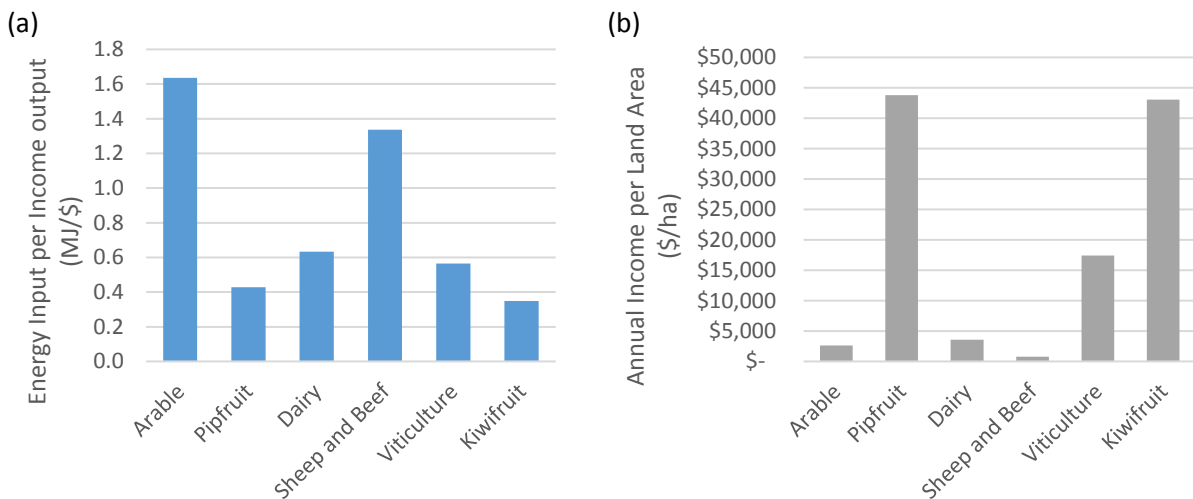 (a)
Energy Input per Income output
(MJ/$)
1.8
1.6
1.4
1.2
1.0
0.8
0.6
0.4
0.2
0.0
Arable
Pipfruit
Dairy
Sheep and Beef
Viticulture
Kiwifruit
(b)
Annual Income per Land Area
($/ha)
$50,000
$45,000
$40,000
$35,000
$30,000
$25,000
$20,000
$15,000
$10,000
$5,000
$-
Arable
Pipfruit
Dairy
Sheep and Beef
Viticulture
Kiwifruit